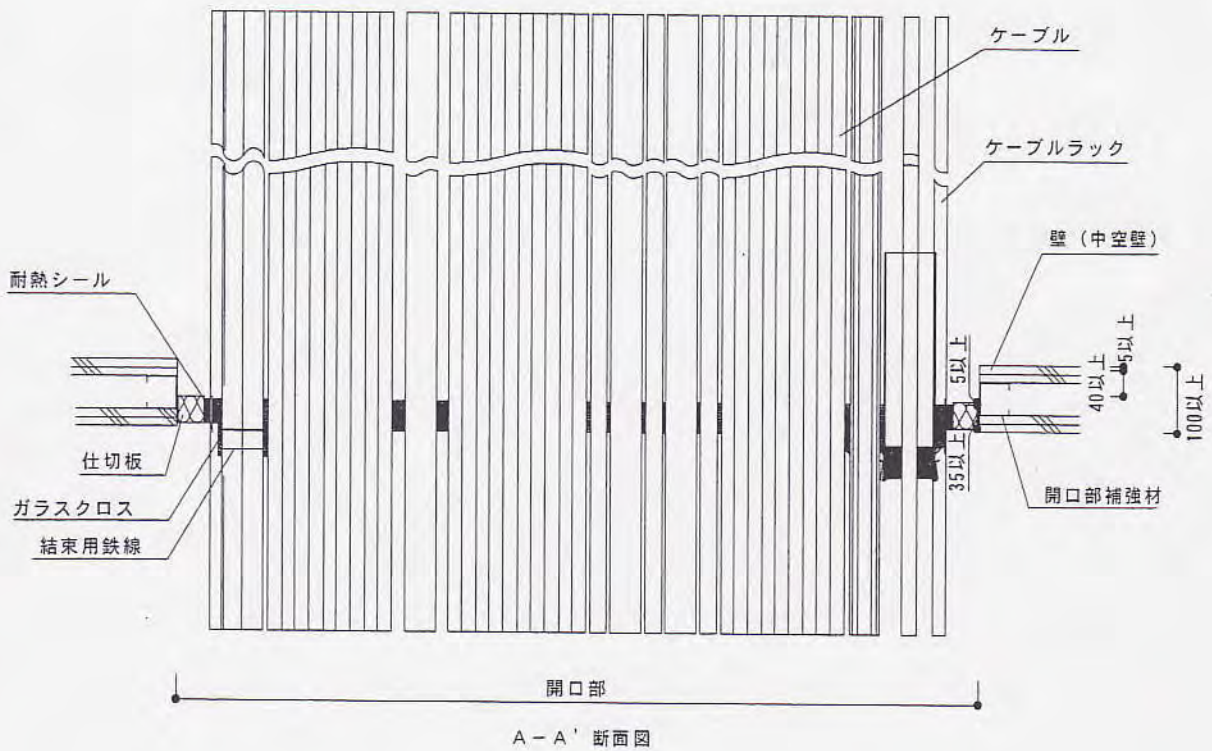 ケーブル
ケーブルラック
壁（中空壁）
耐熱シール
5以上
5以上
40以上
100以上
仕切板
35以上
ガラスクロス
開口部補強材
結束用鉄線
開口部
A－A' 断面図